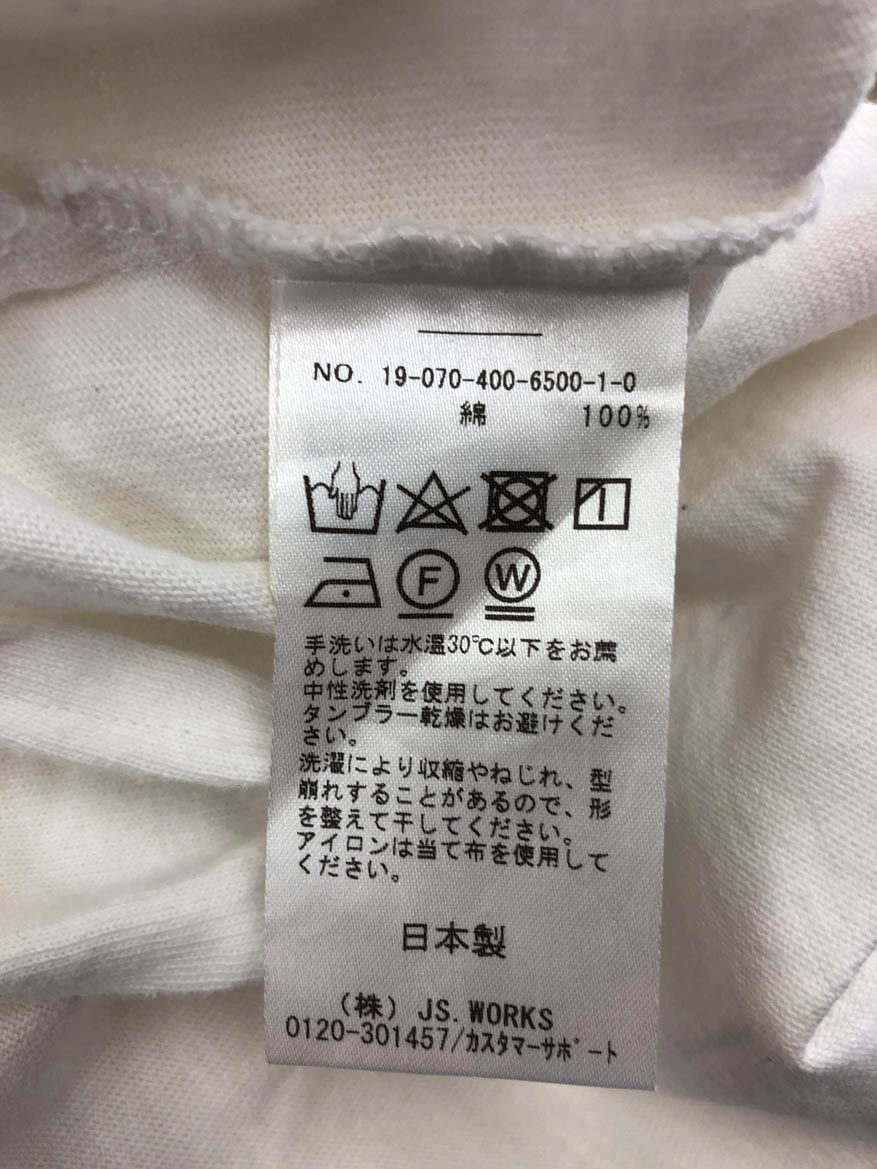 NO. 19-070-400-6500-1-0
綿 100%
F W
手洗いは水温30℃以下をお薦
めします。
中性洗剤を使用してください。
タンブラー乾燥はお避けくだ
さい。
洗濯により収縮やねじれ、型
崩れすることがあるので、形
を整えて干してください。
アイロンは当て布を使用して
ください。
日本製
(株) JS.WORKS
0120-301457/カスタマーサポート